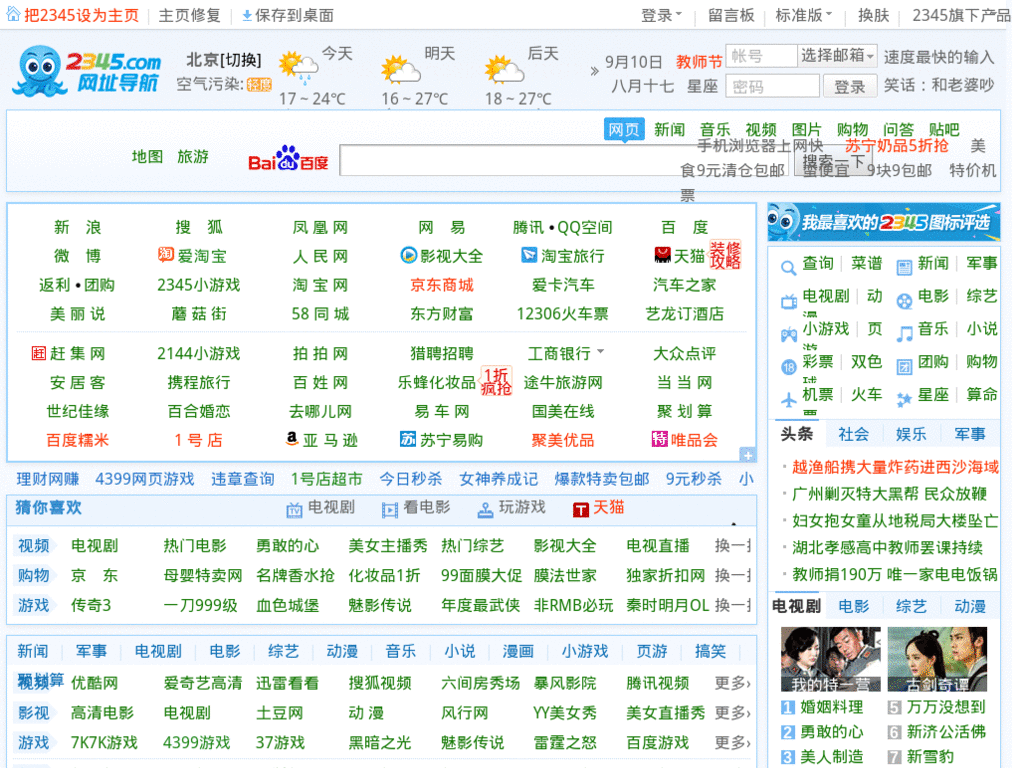 把2345设为主页 主页修复 保存到桌面 登录 留言板 标准版 换肤 2345旗下产品
2345.com 网址导航
北京[切换] 今天 明天 后天
空气污染: 轻微
17 ~ 24℃ 16 ~ 27℃ 18 ~ 27℃
» 9月10日 教师节 帐号 选择邮箱 速度最快的输入
八月十七 星座 密码 登录 笑话：和老婆吵
网页 新闻 音乐 视频 图片 购物 问答 贴吧
地图 旅游 Bai du 百度 搜索一下
手机浏览器上网快 苏宁奶品5折抢 美
食9元清仓包邮 蛮便宜 9块9包邮 特价机
票
新 浪 搜 狐 凤 凰 网 网 易 腾讯•QQ空间 百 度
微 博 淘 爱淘宝 人 民 网 影视大全 淘宝旅行 天猫 装修攻略
返利•团购 2345小游戏 淘 宝 网 京东商城 爱卡汽车 汽车之家
美 丽 说 蘑 菇 街 58 同 城 东方财富 12306火车票 艺龙订酒店
赶 赶 集 网 2144小游戏 拍 拍 网 猎聘招聘 工商银行 大众点评
安 居 客 携程旅行 百 姓 网 乐蜂化妆品 1折疯抢 途牛旅游网 当 当 网
世纪佳缘 百合婚恋 去哪儿网 易 车 网 国美在线 聚 划 算
百度糯米 1 号 店 a 亚 马 逊 苏 苏宁易购 聚美优品 特 唯品会
理财网赚 4399网页游戏 违章查询 1号店超市 今日秒杀 女神养成记 爆款特卖包邮 9元秒杀 小
猜你喜欢 电视剧 看电影 玩游戏 T 天猫
视频 电视剧 热门电影 勇敢的心 美女主播秀 热门综艺 影视大全 电视直播 换一
购物 京 东 母婴特卖网 名牌香水抢 化妆品1折 99面膜大促 膜法世家 独家折扣网 换一
游戏 传奇3 一刀999级 血色城堡 魅影传说 年度最武侠 非RMB必玩 秦时明月OL 换一
新闻 军事 电视剧 电影 综艺 动漫 音乐 小说 漫画 小游戏 页游 搞笑
视频 优酷网 爱奇艺高清 迅雷看看 搜狐视频 六间房秀场 暴风影院 腾讯视频 更多›
影视 高清电影 电视剧 土豆网 动 漫 风行网 YY美女秀 美女直播秀 更多›
游戏 7K7K游戏 4399游戏 37游戏 黑暗之光 魅影传说 雷霆之怒 百度游戏 更多›
我最喜欢的2345图标评选
查询 菜谱 新闻 军事
电视剧 动漫 电影 综艺
小游戏 页游 音乐 小说
18 彩票 双色球 团购 购物
机票 火车票 星座 算命
头条 社会 娱乐 军事
越渔船携大量炸药进西沙海域
广州剿灭特大黑帮 民众放鞭
妇女抱女童从地税局大楼坠亡
湖北孝感高中教师罢课持续
教师捐190万 唯一家电电饭锅
电视剧 电影 综艺 动漫
我的特一营 古剑奇谭
1 婚姻料理 5 万万没想到
2 勇敢的心 6 新济公活佛
3 美人制造 7 新雪豹